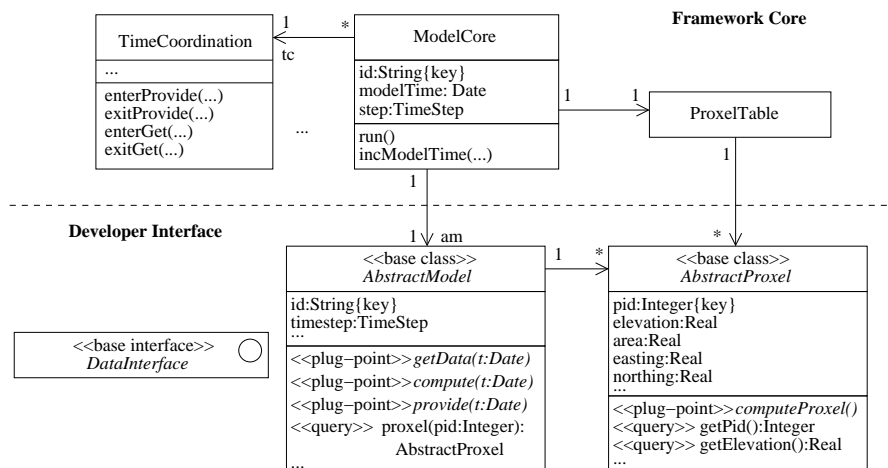 Framework Core
TimeCoordination
...
enterProvide(...)
exitProvide(...)
enterGet(...)
exitGet(...)
1
*
tc
...
ModelCore
id:String{key}
modelTime: Date
step:TimeStep
run()
incModelTime(...)
1
1
ProxelTable
1
1
Developer Interface
1
am
*
<<base interface>>
DataInterface
<<base class>>
AbstractModel
id:String{key}
timestep:TimeStep
...
<<plug−point>> getData(t:Date)
<<plug−point>> compute(t:Date)
<<plug−point>> provide(t:Date)
<<query>> proxel(pid:Integer):
AbstractProxel
...
1
*
<<base class>>
AbstractProxel
pid:Integer{key}
elevation:Real
area:Real
easting:Real
northing:Real
...
<<plug−point>> computeProxel()
<<query>> getPid():Integer
<<query>> getElevation():Real
...